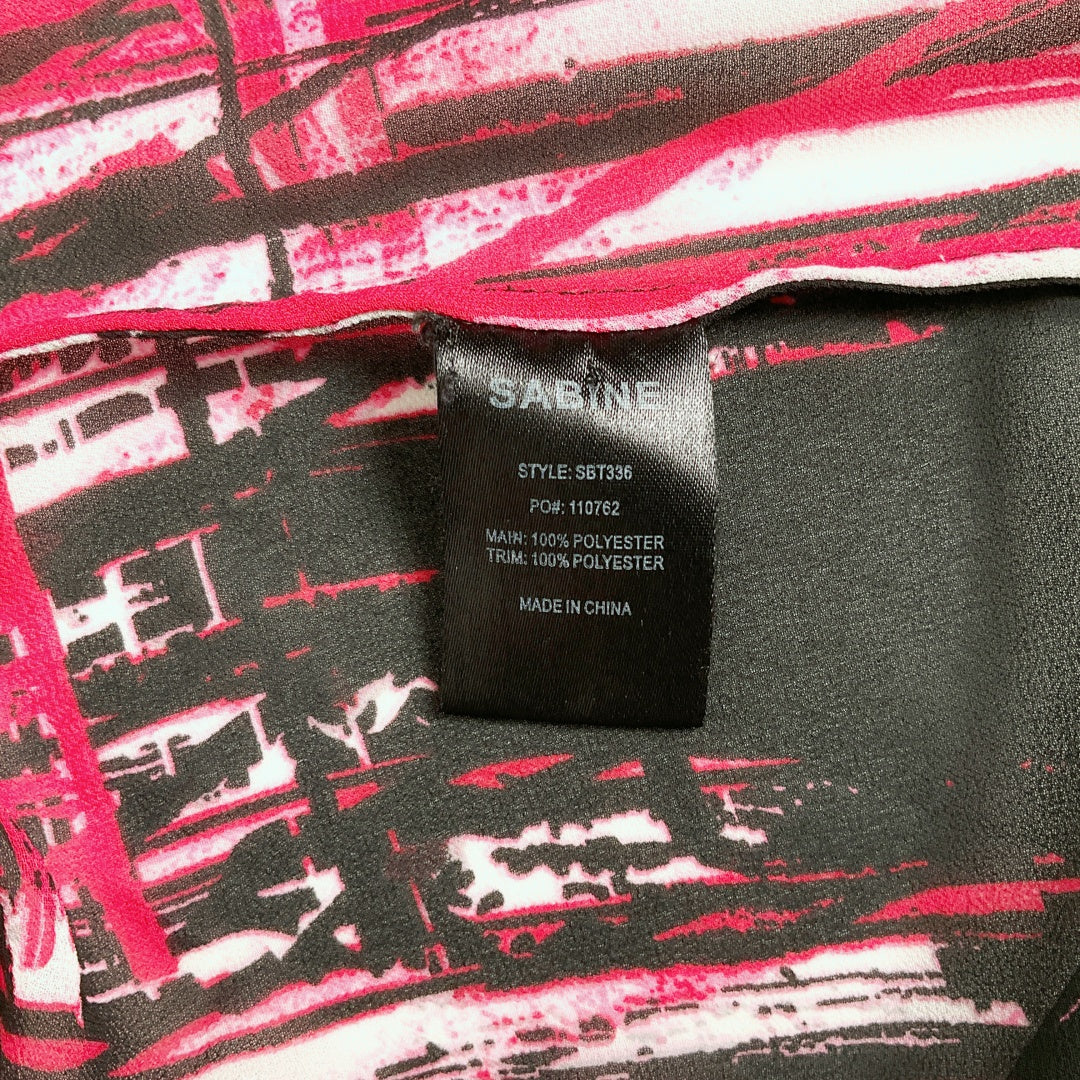 SABINE
STYLE: SBT336
PO#: 110762
MAIN: 100% POLYESTER
TRIM: 100% POLYESTER
MADE IN CHINA